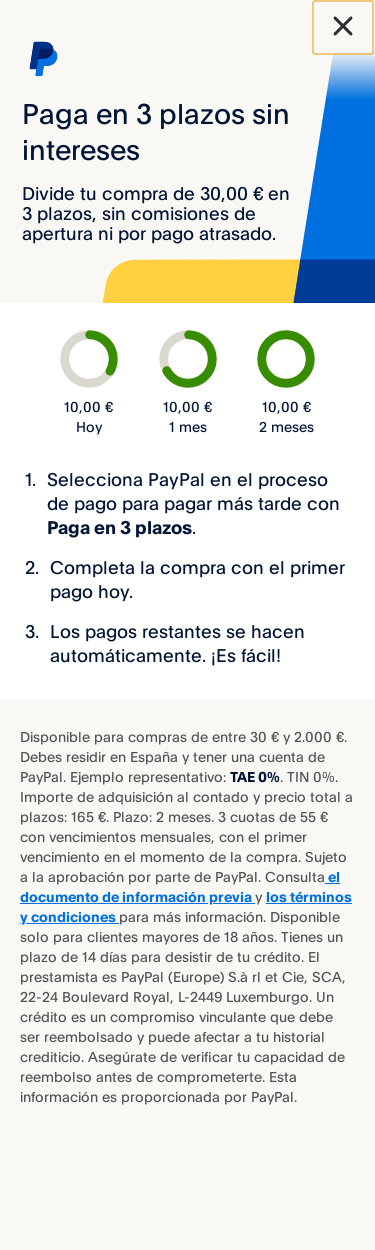 Paga en 3 plazos sin
intereses
Divide tu compra de 30,00 € en
3 plazos, sin comisiones de
apertura ni por pago atrasado.
10,00 € 10,00 € 10,00 €
Hoy 1 mes 2 meses
1. Selecciona PayPal en el proceso
de pago para pagar más tarde con
Paga en 3 plazos.
2. Completa la compra con el primer
pago hoy.
3. Los pagos restantes se hacen
automáticamente. ¡Es fácil!
Disponible para compras de entre 30 € y 2.000 €.
Debes residir en España y tener una cuenta de
PayPal. Ejemplo representativo: TAE 0%. TIN 0%.
Importe de adquisición al contado y precio total a
plazos: 165 €. Plazo: 2 meses. 3 cuotas de 55 €
con vencimientos mensuales, con el primer
vencimiento en el momento de la compra. Sujeto
a la aprobación por parte de PayPal. Consulta el
documento de información previa y los términos
y condiciones para más información. Disponible
solo para clientes mayores de 18 años. Tienes un
plazo de 14 días para desistir de tu crédito. El
prestamista es PayPal (Europe) S.à rl et Cie, SCA,
22-24 Boulevard Royal, L-2449 Luxemburgo. Un
crédito es un compromiso vinculante que debe
ser reembolsado y puede afectar a tu historial
crediticio. Asegúrate de verificar tu capacidad de
reembolso antes de comprometerte. Esta
información es proporcionada por PayPal.